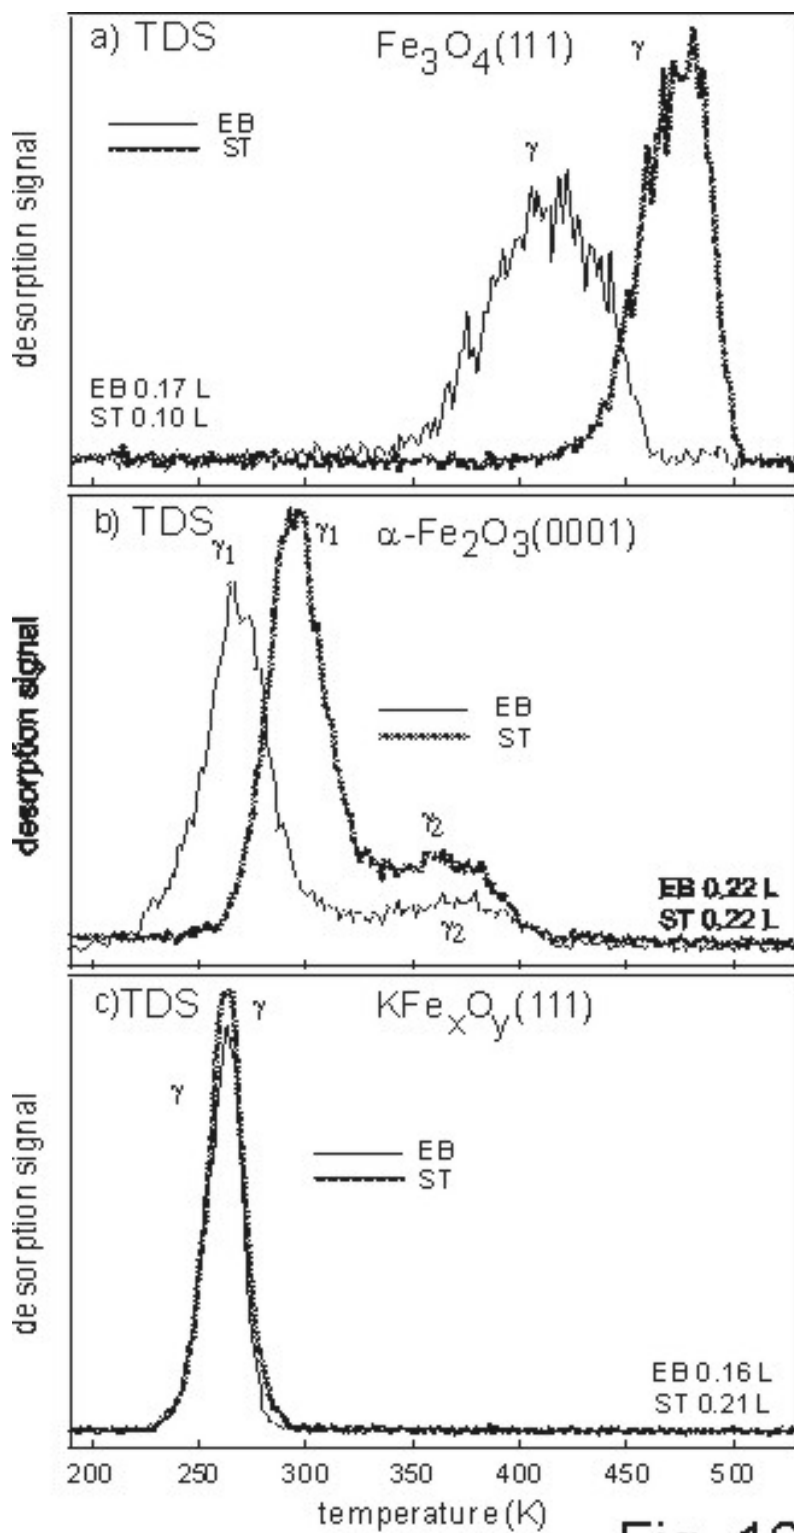 a) TDS Fe₃O₄(111)
γ
EB
ST
γ
desorption signal
EB 0.17 L
ST 0.10 L
b) TDS α-Fe₂O₃(0001)
γ₁ γ₁
EB
ST
desorption signal
γ₂
γ₂
EB 0,22 L
ST 0,22 L
c)TDS KFeₓOᵧ(111)
γ
γ
EB
ST
desorption signal
EB 0.16 L
ST 0.21 L
200 250 300 350 400 450 500
temperature (K)